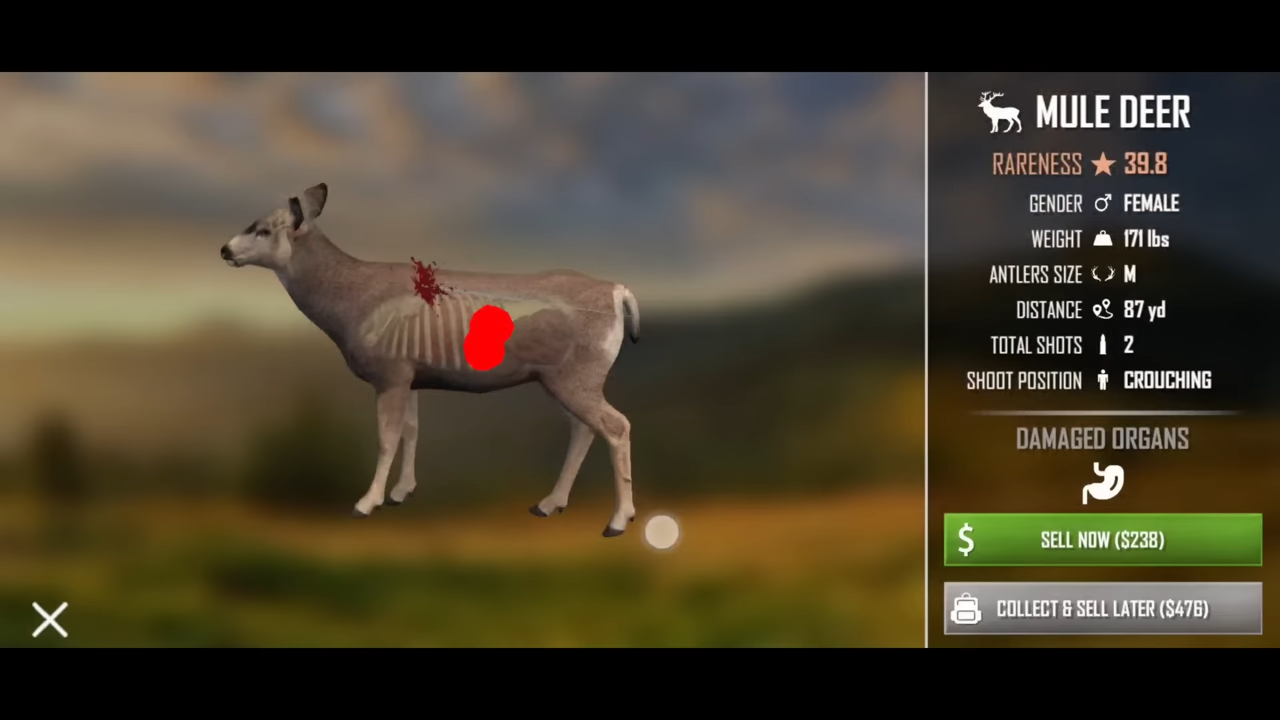 MULE DEER
RARENESS 39.8
GENDER FEMALE
WEIGHT 171 lbs
ANTLERS SIZE M
DISTANCE 87 yd
TOTAL SHOTS 2
SHOOT POSITION CROUCHING
DAMAGED ORGANS
$ SELL NOW ($238)
COLLECT & SELL LATER ($476)